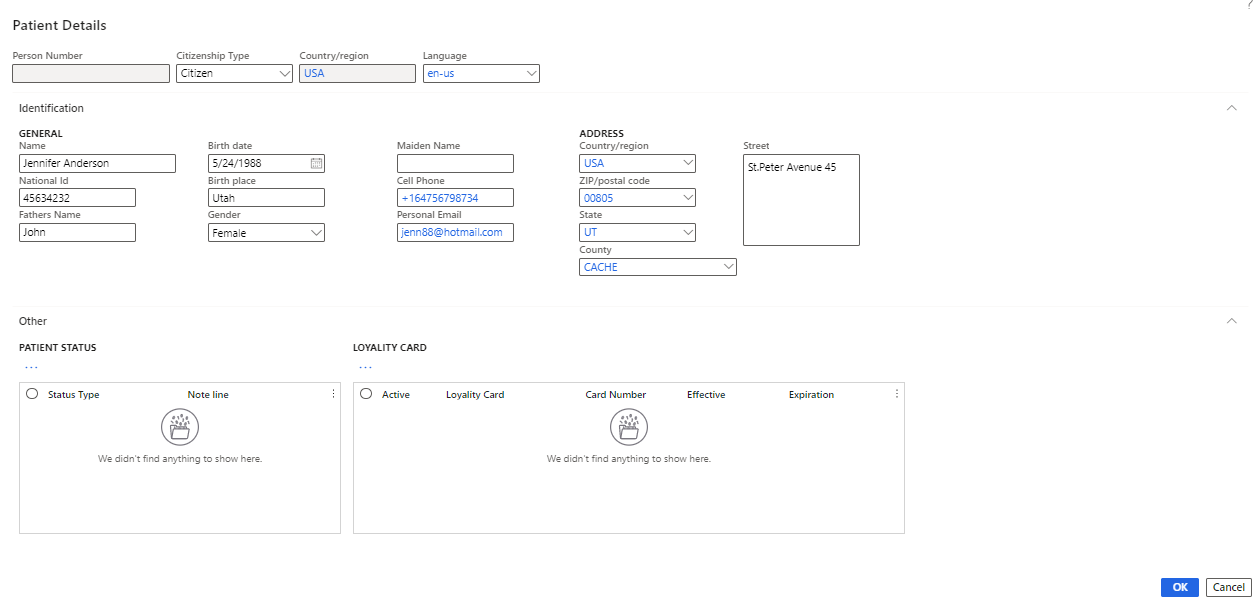 Patient Details
Person Number Citizenship Type Country/region Language
Citizen USA en-us
Identification
GENERAL ADDRESS
Name Birth date Maiden Name Country/region Street
Jennifer Anderson 5/24/1988 USA St.Peter Avenue 45
National Id Birth place Cell Phone ZIP/postal code
45634232 Utah +164756798734 00805
Fathers Name Gender Personal Email State
John Female jenn88@hotmail.com UT
County
CACHE
Other
PATIENT STATUS LOYALITY CARD
... ...
Status Type Note line Active Loyality Card Card Number Effective Expiration
We didn't find anything to show here. We didn't find anything to show here.
OK Cancel